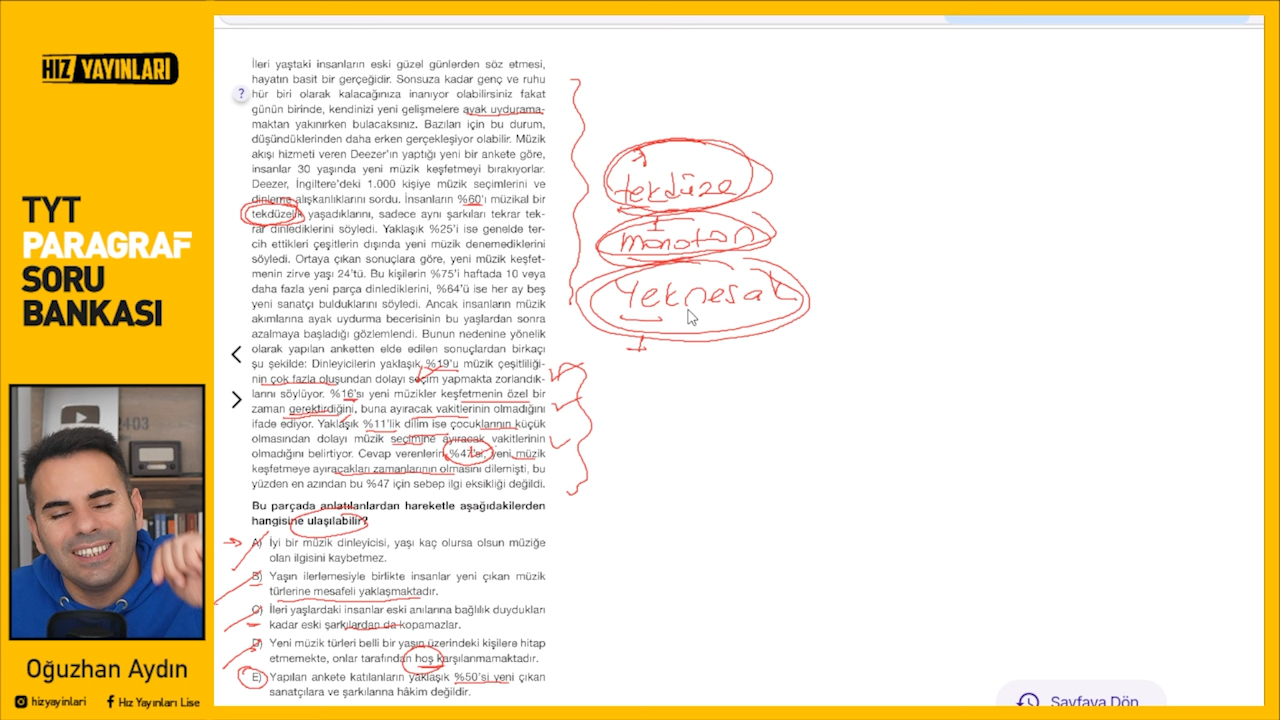 HIZ YAYINLARI
TYT
PARAGRAF
SORU
BANKASI
2403
Oğuzhan Aydın
hizyayinlari
Hız Yayınları Lise
İleri yaştaki insanların eski güzel günlerden söz etmesi,
hayatın basit bir gerçeğidir. Sonsuza kadar genç ve ruhu
? hür biri olarak kalacağınıza inanıyor olabilirsiniz fakat
günün birinde, kendinizi yeni gelişmelere ayak uydurama-
maktan yakınırken bulacaksınız. Bazıları için bu durum,
düşündüklerinden daha erken gerçekleşiyor olabilir. Müzik
akışı hizmeti veren Deezer'ın yaptığı yeni bir ankete göre,
insanlar 30 yaşında yeni müzik keşfetmeyi bırakıyorlar.
Deezer, İngiltere'deki 1.000 kişiye müzik seçimlerini ve
dinleme alışkanlıklarını sordu. İnsanların %60'ı müzikal bir
tekdüzelik yaşadıklarını, sadece aynı şarkıları tekrar tek-
rar dinlediklerini söyledi. Yaklaşık %25'i ise genelde ter-
cih ettikleri çeşitlerin dışında yeni müzik denemediklerini
söyledi. Ortaya çıkan sonuçlara göre, yeni müzik keşfet-
menin zirve yaşı 24'tü. Bu kişilerin %75'i haftada 10 veya
daha fazla yeni parça dinlediklerini, %64'ü ise her ay beş
yeni sanatçı bulduklarını söyledi. Ancak insanların müzik
akımlarına ayak uydurma becerisinin bu yaşlardan sonra
azalmaya başladığı gözlemlendi. Bunun nedenine yönelik
olarak yapılan anketten elde edilen sonuçlardan birkaçı
şu şekilde: Dinleyicilerin yaklaşık %19'u müzik çeşitliliği-
nin çok fazla oluşundan dolayı seçim yapmakta zorlandık-
larını söylüyor. %16'sı yeni müzikler keşfetmenin özel bir
zaman gerektirdiğini, buna ayıracak vakitlerinin olmadığını
ifade ediyor. Yaklaşık %11'lik dilim ise çocuklarının küçük
olmasından dolayı müzik seçimine ayıracak vakitlerinin
olmadığını belirtiyor. Cevap verenlerin %47'si, yeni müzik
keşfetmeye ayıracakları zamanlarının olmasını dilemişti, bu
yüzden en azından bu %47 için sebep ilgi eksikliği değildi.
Bu parçada anlatılanlardan hareketle aşağıdakilerden
hangisine ulaşılabilir?
A) İyi bir müzik dinleyicisi, yaşı kaç olursa olsun müziğe
olan ilgisini kaybetmez.
B) Yaşın ilerlemesiyle birlikte insanlar yeni çıkan müzik
türlerine mesafeli yaklaşmaktadır.
C) İleri yaşlardaki insanlar eski anılarına bağlılık duydukları
kadar eski şarkılardan da kopamazlar.
D) Yeni müzik türleri belli bir yaşın üzerindeki kişilere hitap
etmemekte, onlar tarafından hoş karşılanmamaktadır.
E) Yapılan ankete katılanların yaklaşık %50'si yeni çıkan
sanatçılara ve şarkılarına hâkim değildir.
tekdüze
monoton
Yeknesak
Sayfaya Dön